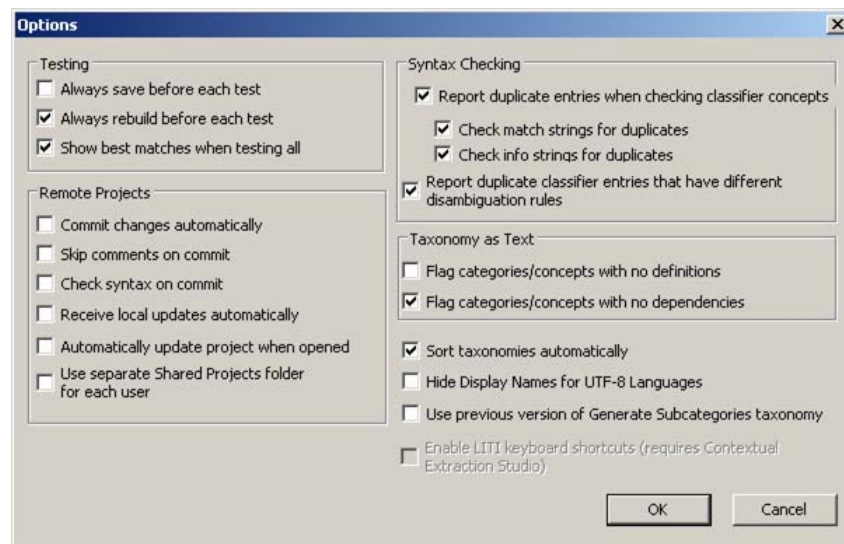 Options
Testing
Always save before each test
Always rebuild before each test
Show best matches when testing all
Remote Projects
Commit changes automatically
Skip comments on commit
Check syntax on commit
Receive local updates automatically
Automatically update project when opened
Use separate Shared Projects folder
for each user
Syntax Checking
Report duplicate entries when checking classifier concepts
Check match strings for duplicates
Check info strings for duplicates
Report duplicate classifier entries that have different
disambiguation rules
Taxonomy as Text
Flag categories/concepts with no definitions
Flag categories/concepts with no dependencies
Sort taxonomies automatically
Hide Display Names for UTF-8 Languages
Use previous version of Generate Subcategories taxonomy
Enable LITI keyboard shortcuts (requires Contextual
Extraction Studio)
OK
Cancel